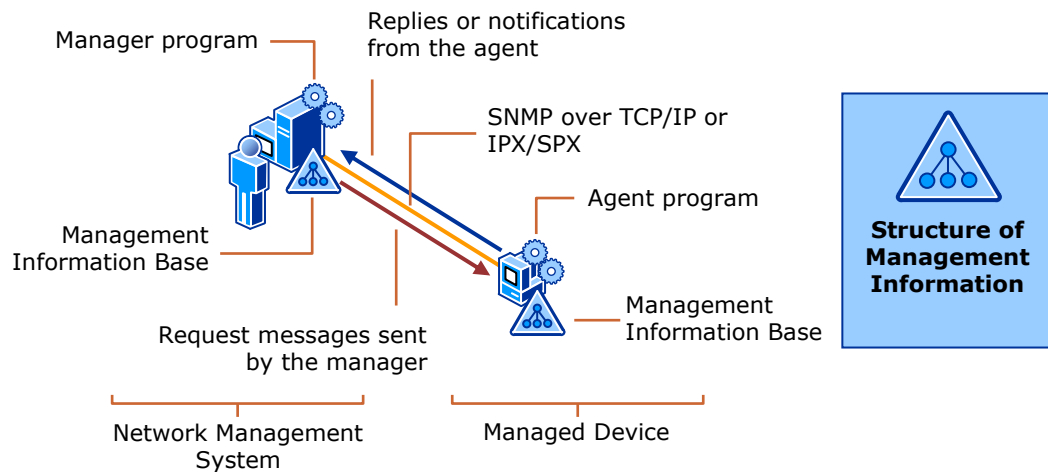 Manager program
Replies or notifications
from the agent
SNMP over TCP/IP or
IPX/SPX
Agent program
Management
Information Base
Request messages sent
by the manager
Management
Information Base
Network Management
System
Managed Device
Structure of
Management
Information